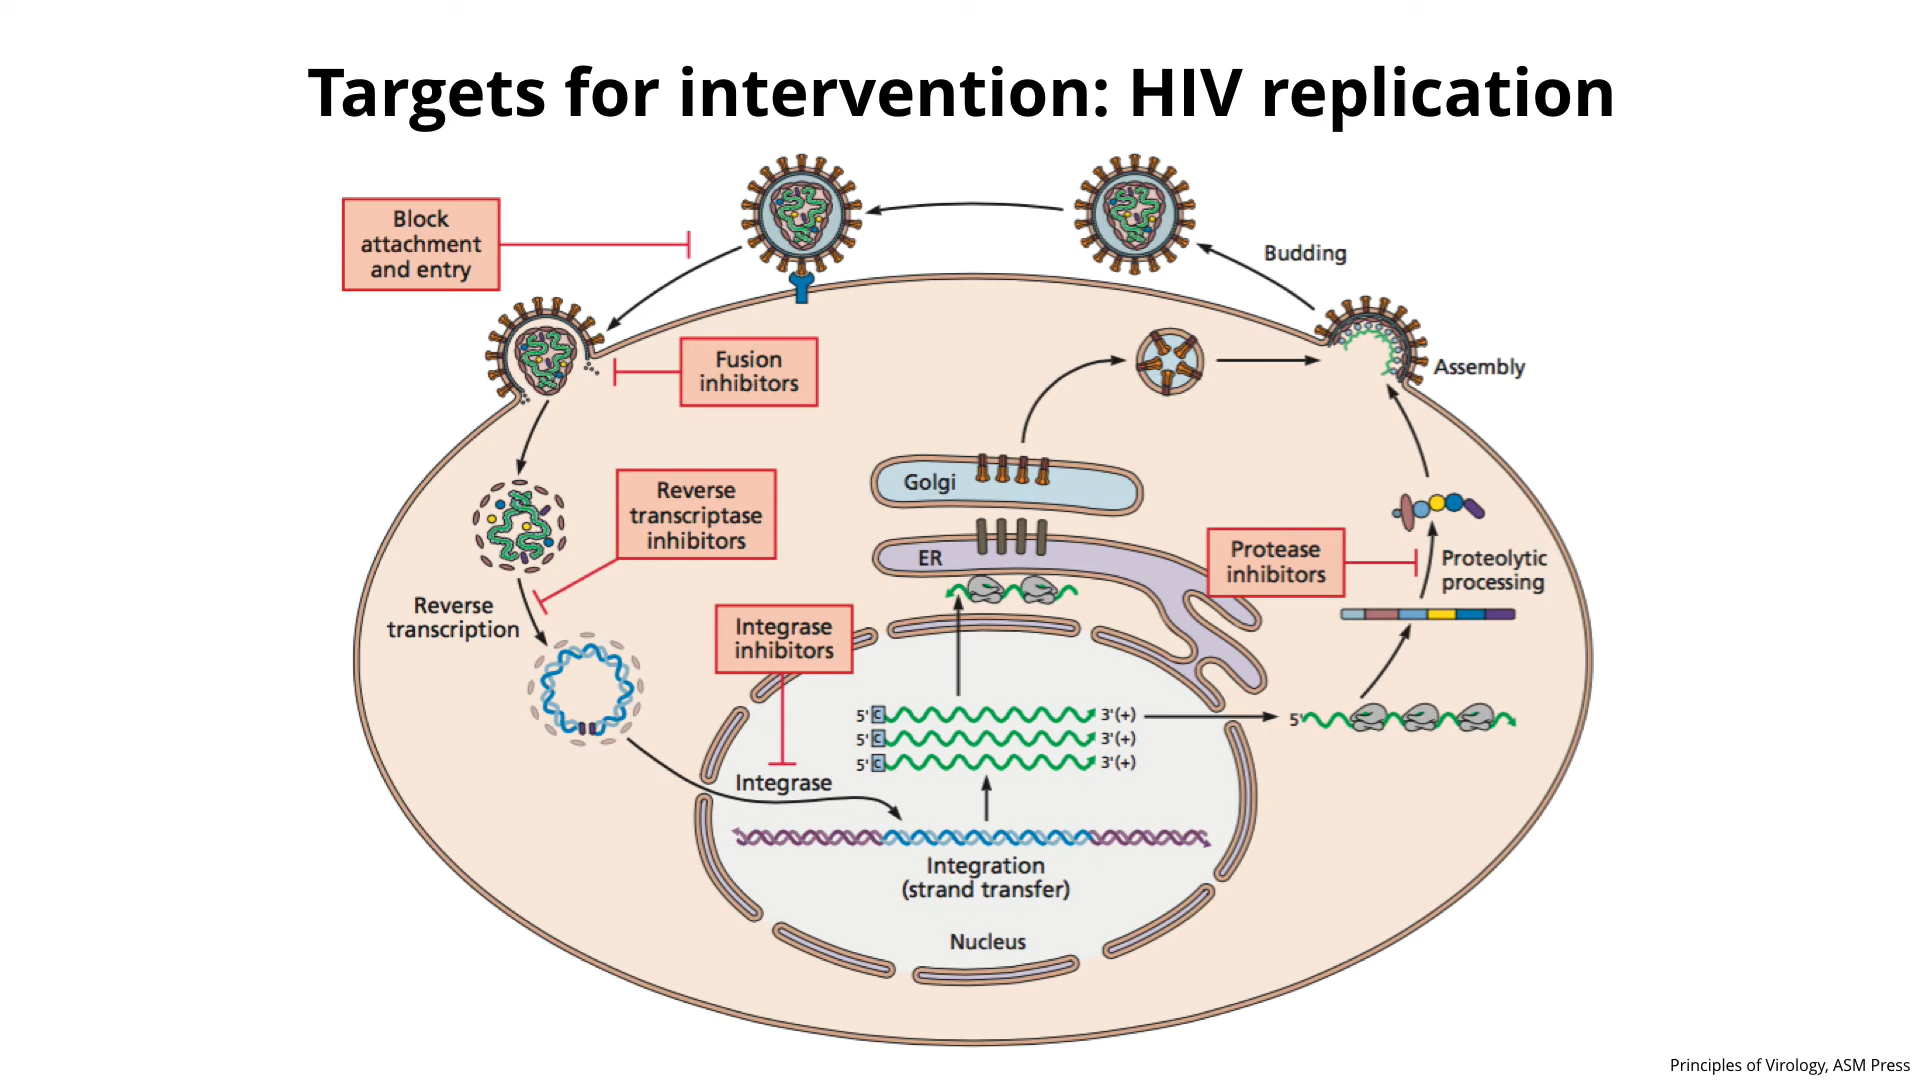 Targets for intervention: HIV replication
Block
attachment
and entry
Budding
Fusion
inhibitors
Assembly
Reverse
transcriptase
inhibitors
Golgi
ER
Protease
inhibitors
Proteolytic
processing
Reverse
transcription
Integrase
inhibitors
5' C 3'(+)
5' C 3'(+)
5' C 3'(+)
5'
Integrase
Integration
(strand transfer)
Nucleus
Principles of Virology, ASM Press